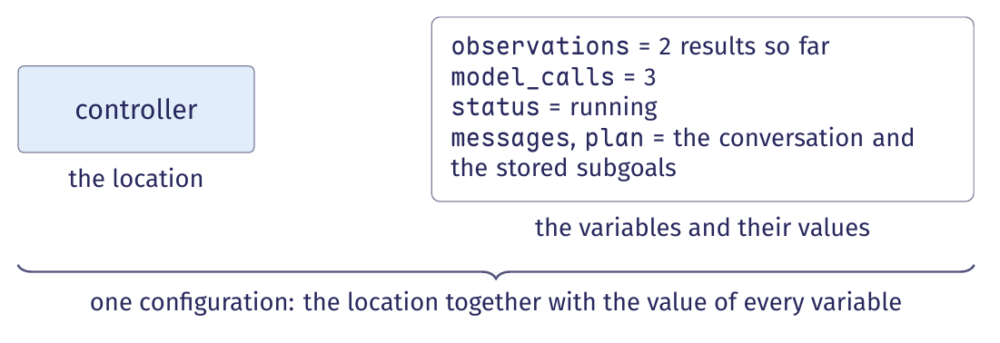 controller
the location
observations = 2 results so far
model_calls = 3
status = running
messages, plan = the conversation and
the stored subgoals
the variables and their values
one configuration: the location together with the value of every variable